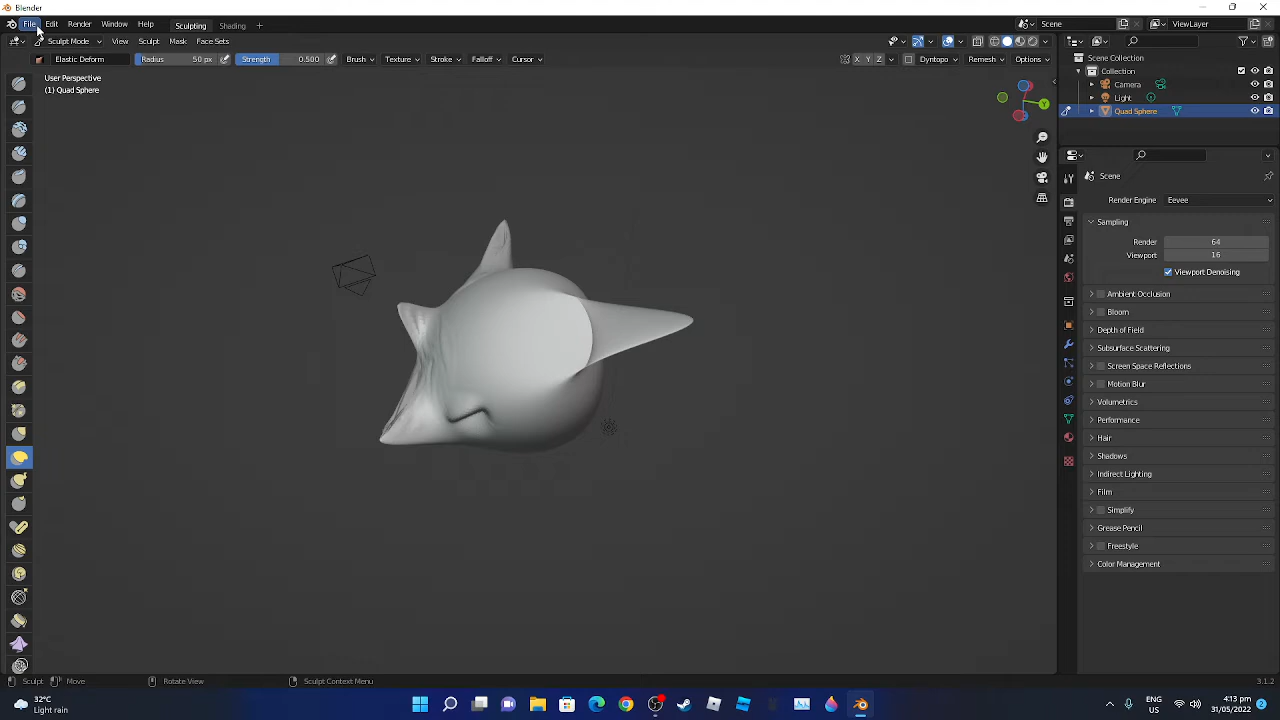 Blender
File Edit Render Window Help Sculpting Shading + Scene ViewLayer
Sculpt Mode View Sculpt Mask Face Sets
Elastic Deform Radius 50 px Strength 0.500 Brush Texture Stroke Falloff Cursor X Y Z Dyntopo Remesh Options
User Perspective
(1) Quad Sphere
Y
Scene Collection
Collection
Camera
Light
Quad Sphere
Scene
Render Engine Eevee
Sampling
Render 64
Viewport 16
Viewport Denoising
Ambient Occlusion
Bloom
Depth of Field
Subsurface Scattering
Screen Space Reflections
Motion Blur
Volumetrics
Performance
Hair
Shadows
Indirect Lighting
Film
Simplify
Grease Pencil
Freestyle
Color Management
Sculpt Move Rotate View Sculpt Context Menu 3.1.2
32°C
Light rain
ENG
US
4:13 pm
31/05/2022